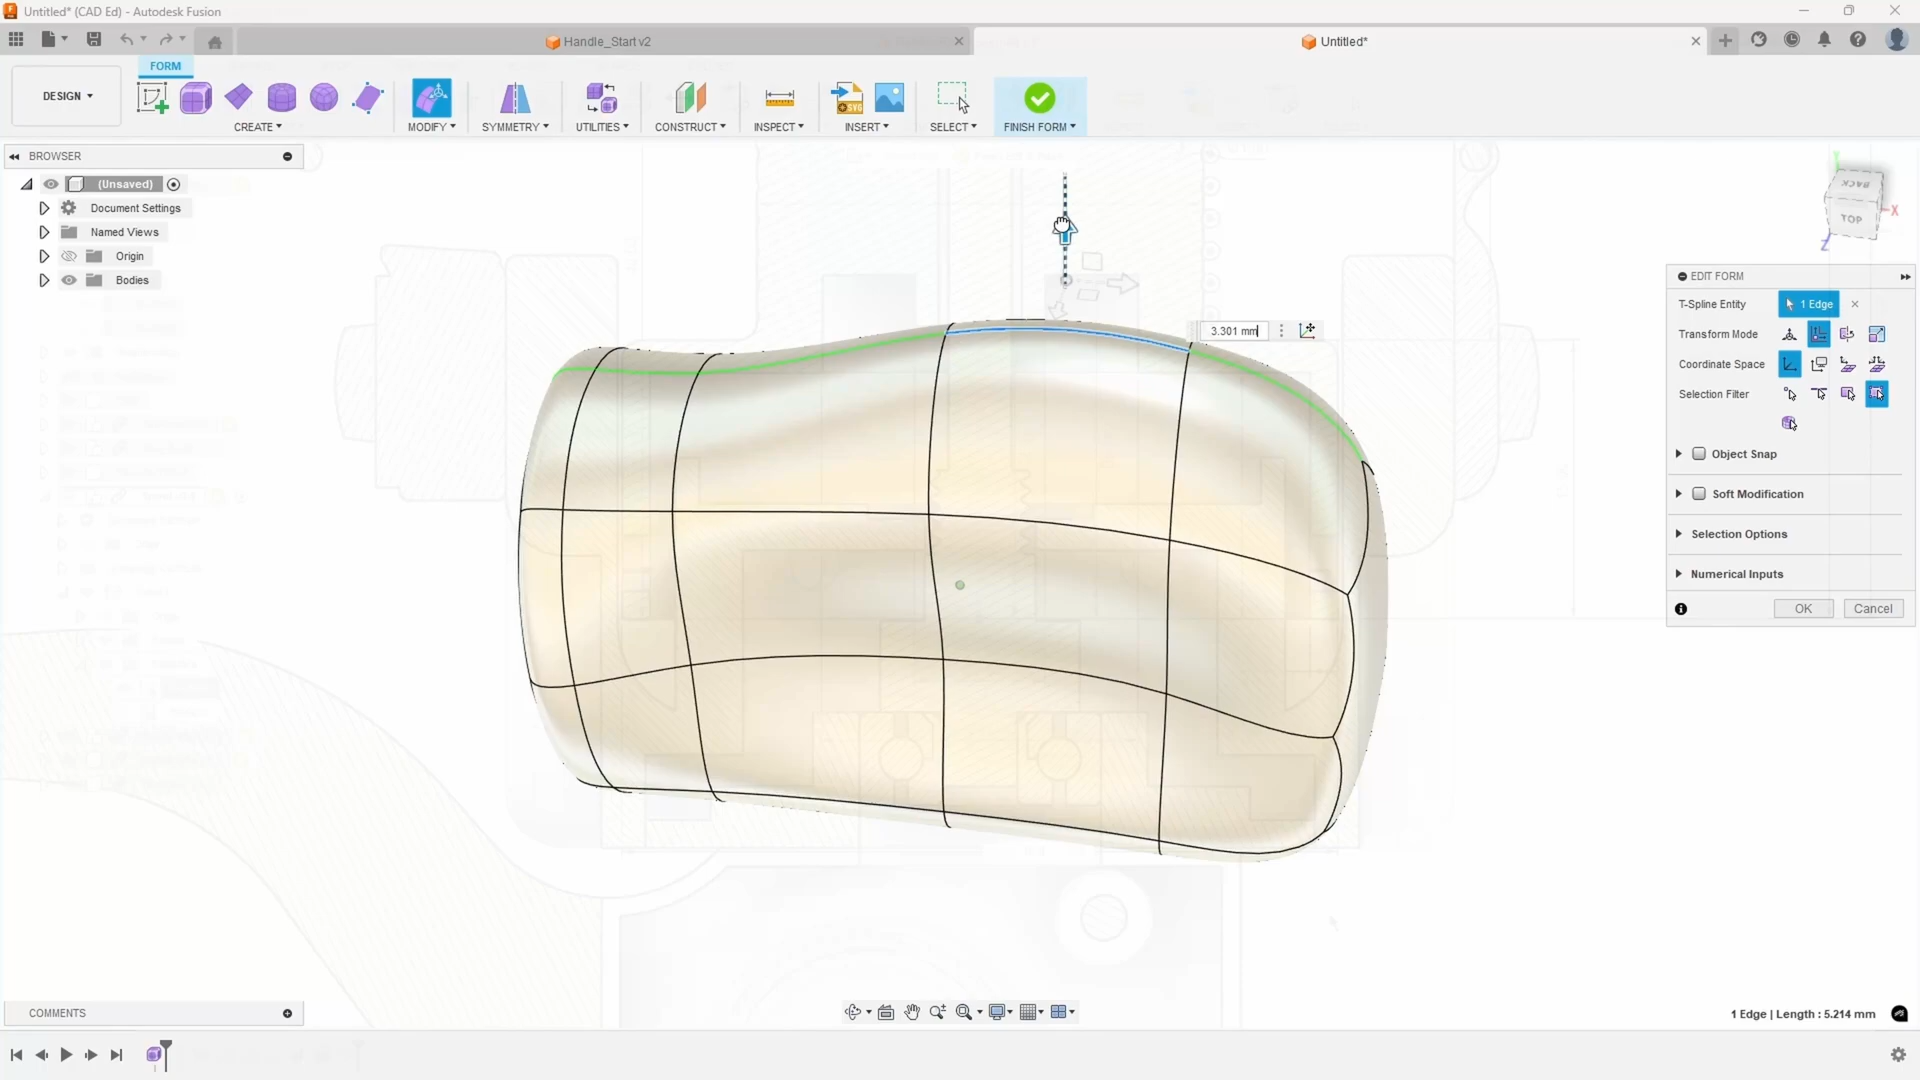 Untitled* (CAD Ed) - Autodesk Fusion
Handle_Start v2
Untitled*
FORM
DESIGN
CREATE
MODIFY
SYMMETRY
UTILITIES
CONSTRUCT
INSPECT
INSERT
SELECT
FINISH FORM
SVG
BROWSER
(Unsaved)
Document Settings
Named Views
Origin
Bodies
BACK
TOP
X
Z
3.301 mm
EDIT FORM
T-Spline Entity
1 Edge
Transform Mode
Coordinate Space
Selection Filter
Object Snap
Soft Modification
Selection Options
Numerical Inputs
OK
Cancel
COMMENTS
1 Edge | Length : 5.214 mm